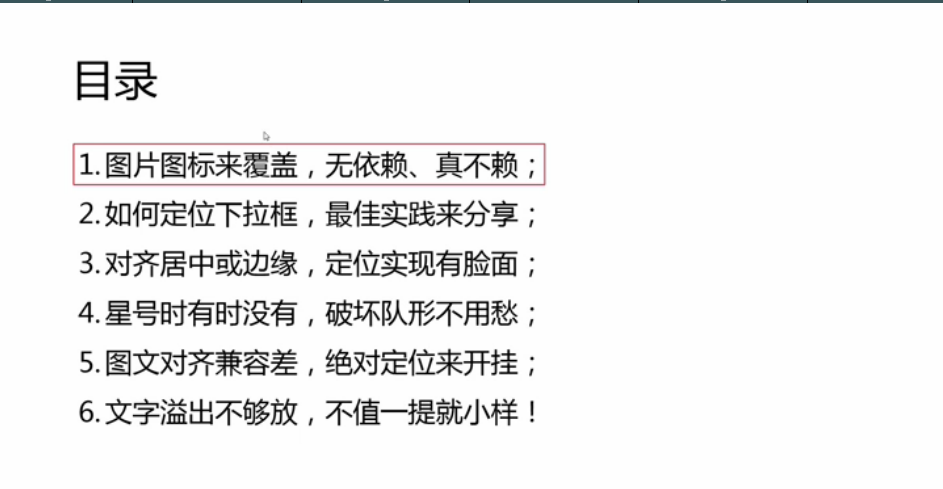 目录
1.图片图标来覆盖，无依赖、真不赖；
2.如何定位下拉框，最佳实践来分享；
3.对齐居中或边缘，定位实现有脸面；
4.星号时有时没有，破坏队形不用愁；
5.图文对齐兼容差，绝对定位来开挂；
6.文字溢出不够放，不值一提就小样！